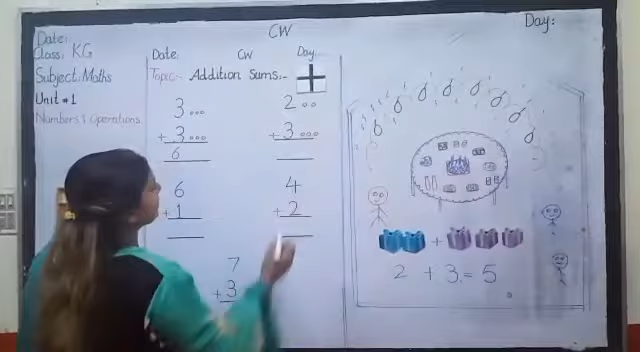 CW
Day:
Date:
Class: KG
Subject: Maths
Unit #1
Numbers & Operations
Date: CW Day:
Topic:- Addition Sums:-
+
3
+ 3
6
2
+ 3
6
+ 1
4
+ 2
7
+ 3
+
2 + 3 = 5